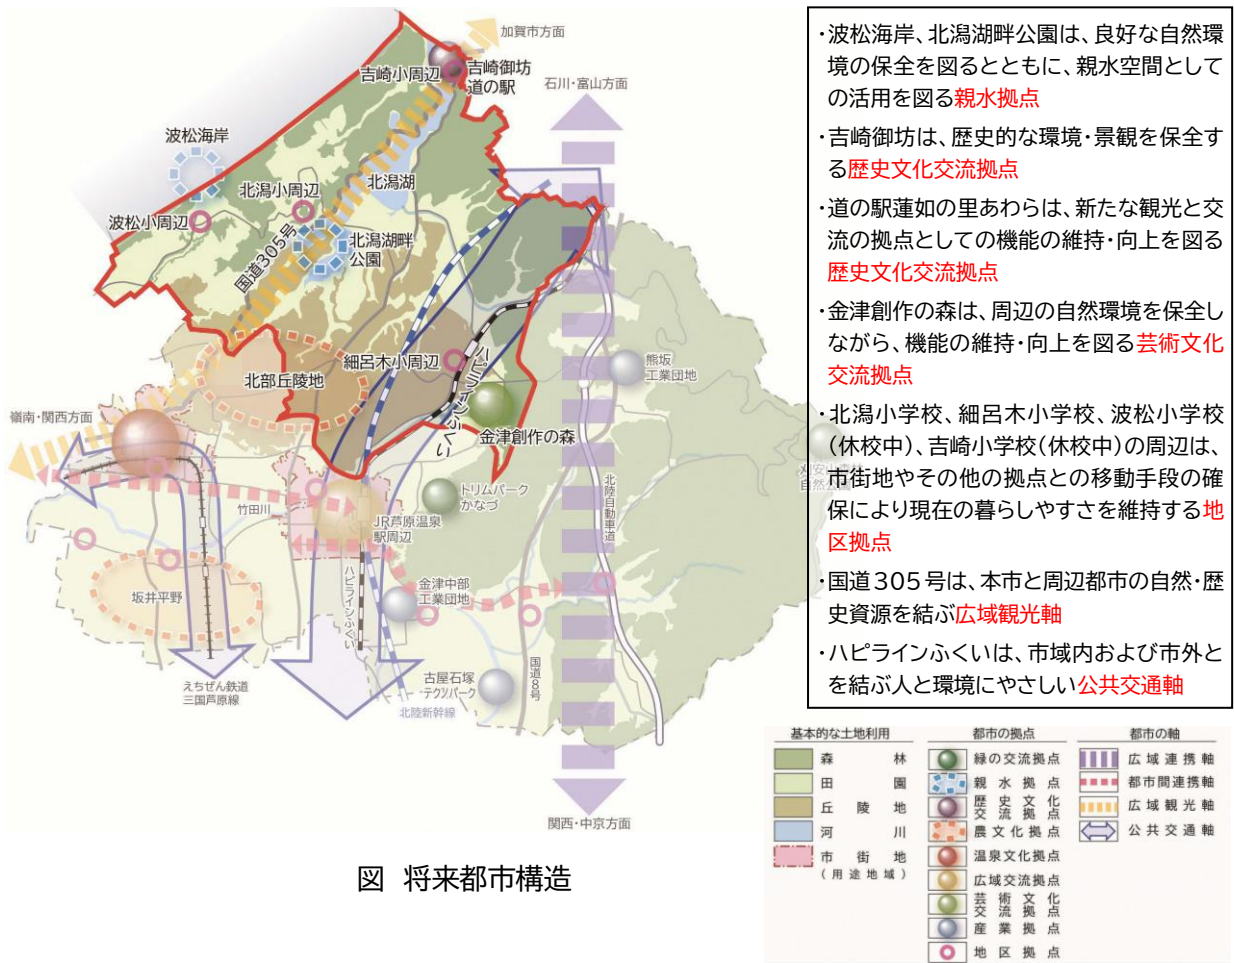 加賀市方面
石川・富山方面
吉崎小周辺
吉崎御坊
道の駅
波松海岸
北潟小周辺
北潟湖
波松小周辺
国道305号
北潟湖畔
公園
細呂木小周辺
ハピラインふくい
北部丘陵地
熊坂
工業団地
嶺南・関西方面
金津創作の森
刈安山森林
自然公園
トリムパーク
かなづ
竹田川
JR芦原温泉
駅周辺
北陸自動車道
ハピラインふくい
金津中部
工業団地
坂井平野
国道8号
古屋石塚
テクノパーク
えちぜん鉄道
三国芦原線
北陸新幹線
関西・中京方面
図 将来都市構造
・波松海岸、北潟湖畔公園は、良好な自然環
境の保全を図るとともに、親水空間として
の活用を図る親水拠点
・吉崎御坊は、歴史的な環境・景観を保全す
る歴史文化交流拠点
・道の駅蓮如の里あわらは、新たな観光と交
流の拠点としての機能の維持・向上を図る
歴史文化交流拠点
・金津創作の森は、周辺の自然環境を保全し
ながら、機能の維持・向上を図る芸術文化
交流拠点
・北潟小学校、細呂木小学校、波松小学校
(休校中)、吉崎小学校(休校中)の周辺は、
市街地やその他の拠点との移動手段の確
保により現在の暮らしやすさを維持する地
区拠点
・国道305号は、本市と周辺都市の自然・歴
史資源を結ぶ広域観光軸
・ハピラインふくいは、市域内および市外と
を結ぶ人と環境にやさしい公共交通軸
基本的な土地利用
森林
田園
丘陵地
河川
市街地
(用途地域)
都市の拠点
緑の交流拠点
親水拠点
歴史文化
交流拠点
農文化拠点
温泉文化拠点
広域交流拠点
芸術文化
交流拠点
産業拠点
地区拠点
都市の軸
広域連携軸
都市間連携軸
広域観光軸
公共交通軸